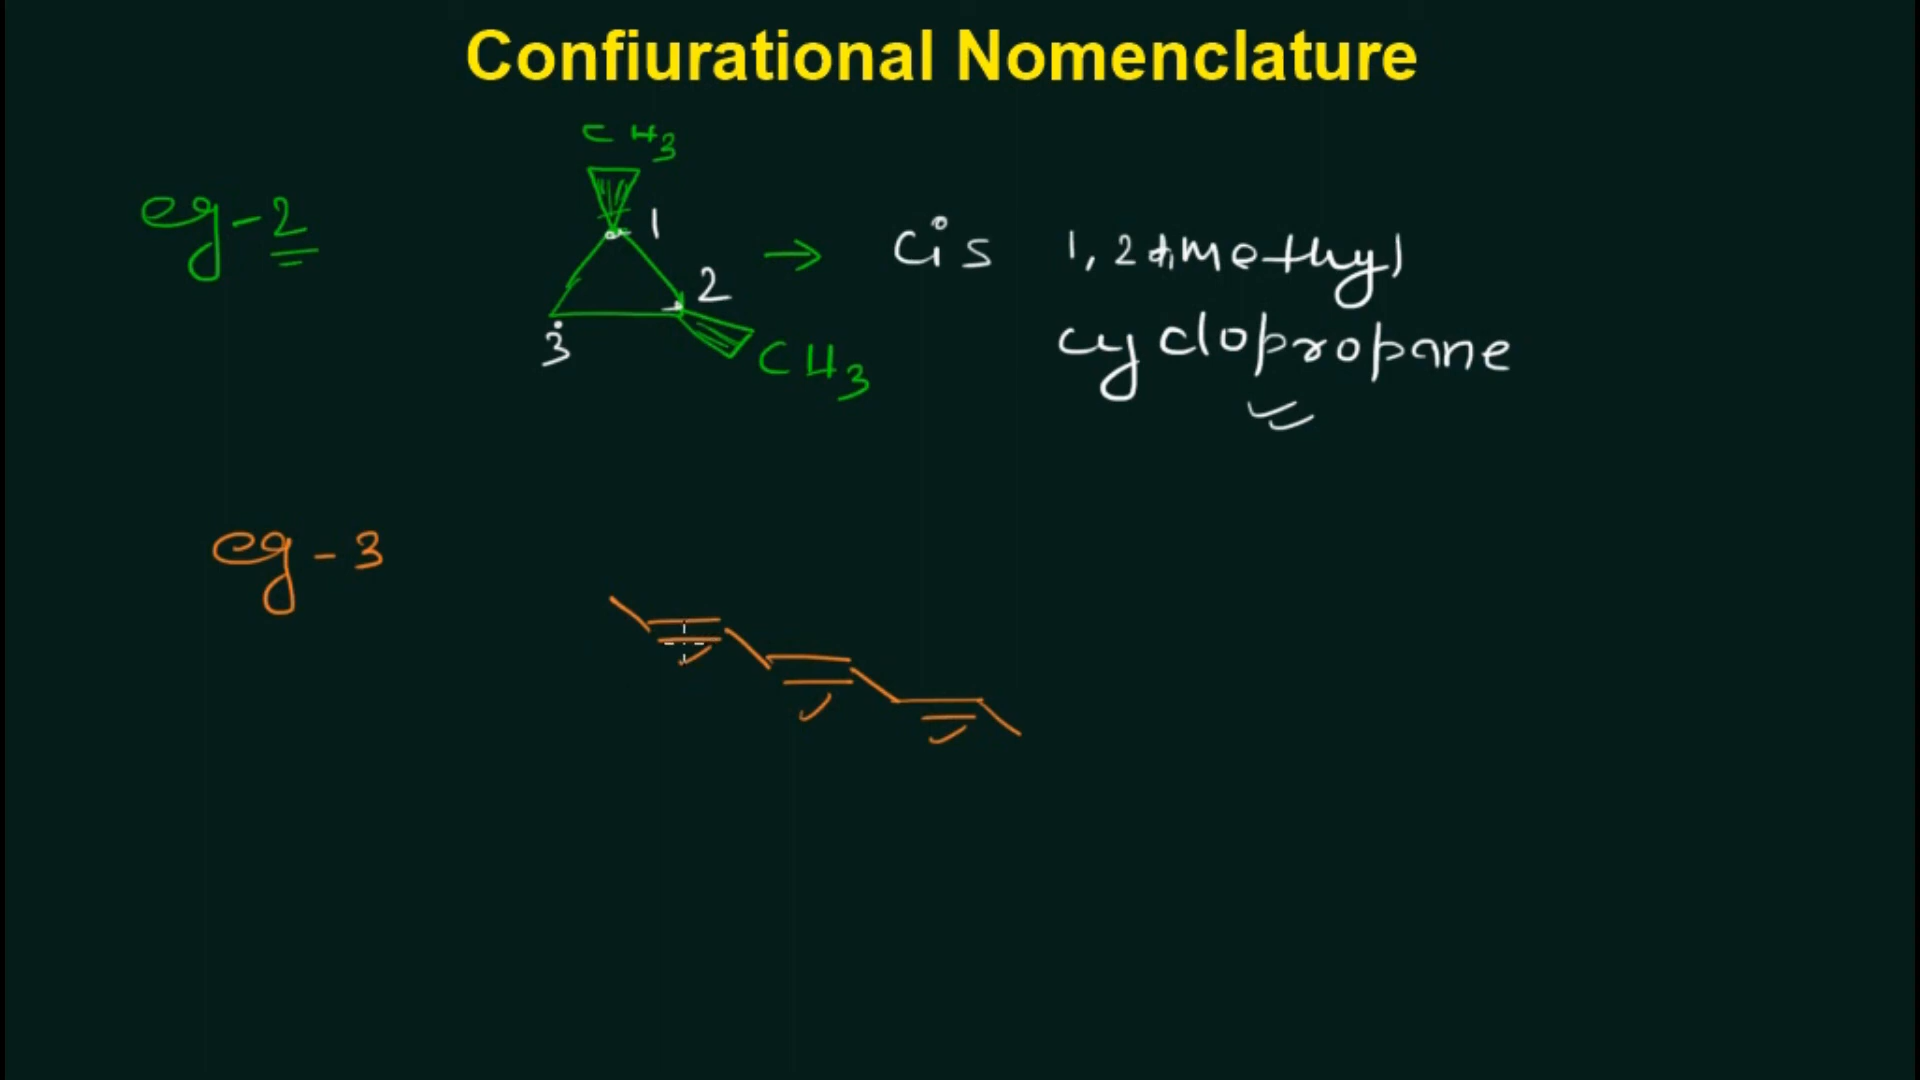 Confiurational Nomenclature
CH3
eg-2
1
→ Cis 1,2 dimethyl
2
3
CH3
cyclopropane
eg-3